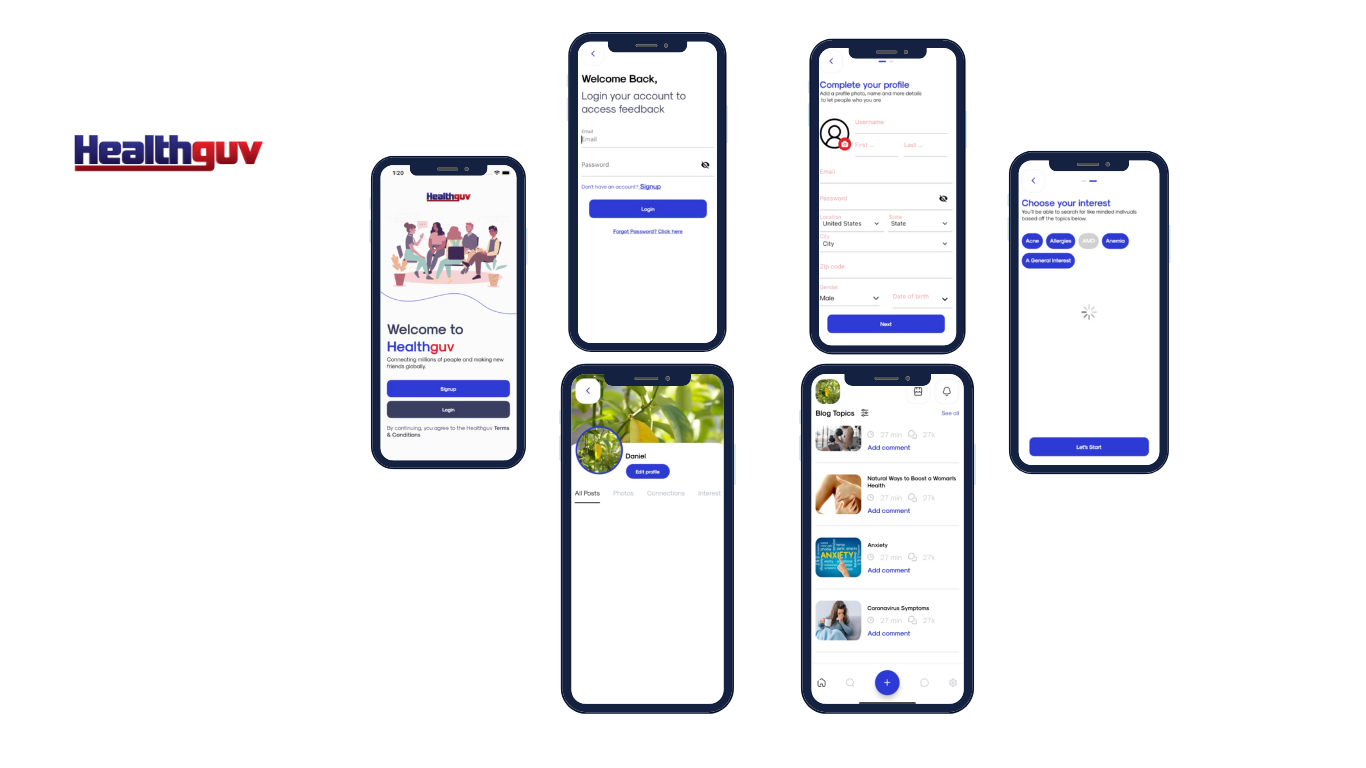 Healthguv
1:20
Healthguv
Welcome to
Healthguv
Connecting millions of people and making new
friends globally.
Signup
Login
By continuing, you agree to the Healthguv Terms
& Conditions
Welcome Back,
Login your account to
access feedback
Email
Email
Password
Don't have an account? Signup
Login
Forgot Password? Click here
Complete your profile
Add a profile photo, name and more details
to let people who you are
Username
First ... Last ...
Email
Password
Location State
United States State
City
City
Zip code
Gender
Male Date of birth
Next
Choose your interest
You'll be able to search for like minded indivuals
based off the topics below.
Acne Allergies AMD Anemia
A General Interest
Let's Start
Daniel
Edit profile
All Posts Photos Connections Interest
Blog Topics See all
27 min 27k
Add comment
Natural Ways to Boost a Woman's
Health
27 min 27k
Add comment
ANXIETY
Anxiety
27 min 27k
Add comment
Coronavirus Symptoms
27 min 27k
Add comment